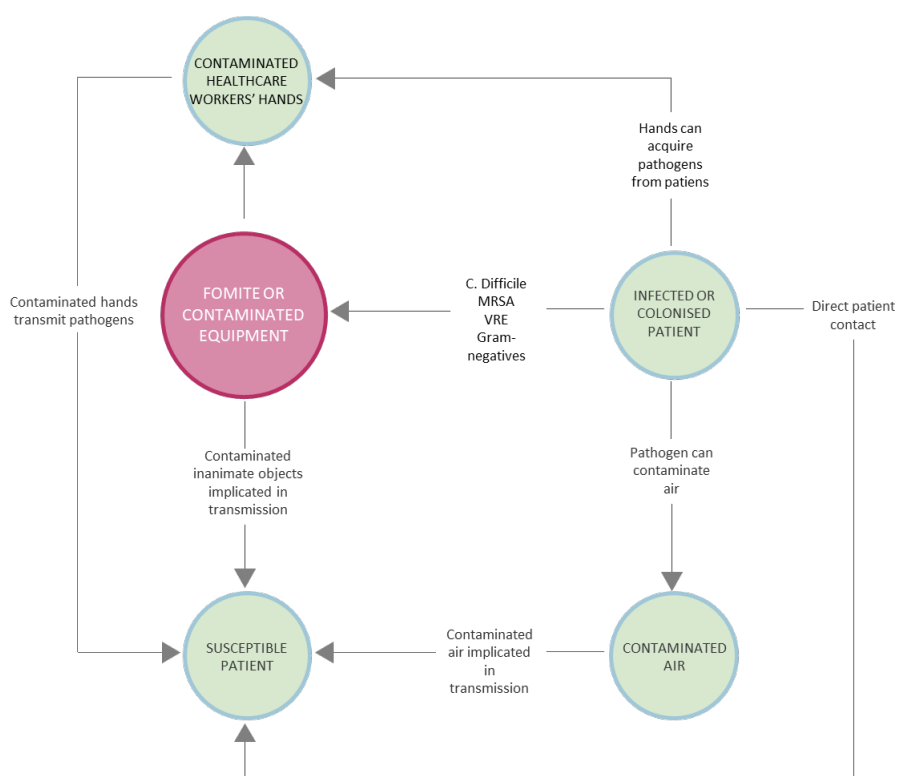 CONTAMINATED
HEALTHCARE
WORKERS’ HANDS
Hands can
acquire
pathogens
from patiens
Contaminated hands
transmit pathogens
FOMITE OR
CONTAMINATED
EQUIPMENT
C. Difficile
MRSA
VRE
Gram-
negatives
INFECTED OR
COLONISED
PATIENT
Direct patient
contact
Contaminated
inanimate objects
implicated in
transmission
Pathogen can
contaminate
air
SUSCEPTIBLE
PATIENT
Contaminated
air implicated
in
transmission
CONTAMINATED
AIR